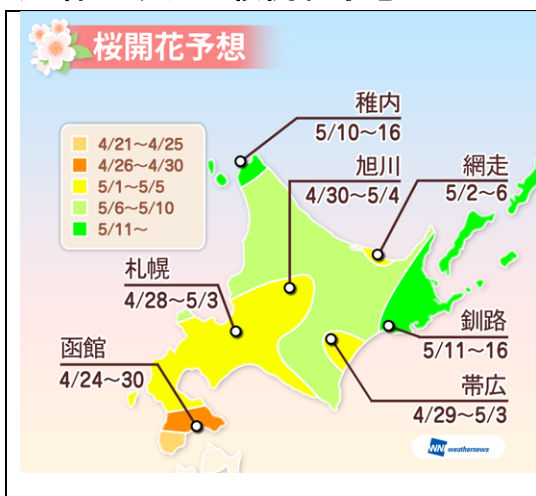 桜開花予想
4/21～4/25
4/26～4/30
5/1～5/5
5/6～5/10
5/11～
稚内
5/10～16
旭川
4/30～5/4
網走
5/2～6
札幌
4/28～5/3
函館
4/24～30
釧路
5/11～16
帯広
4/29～5/3
WNI weathernews